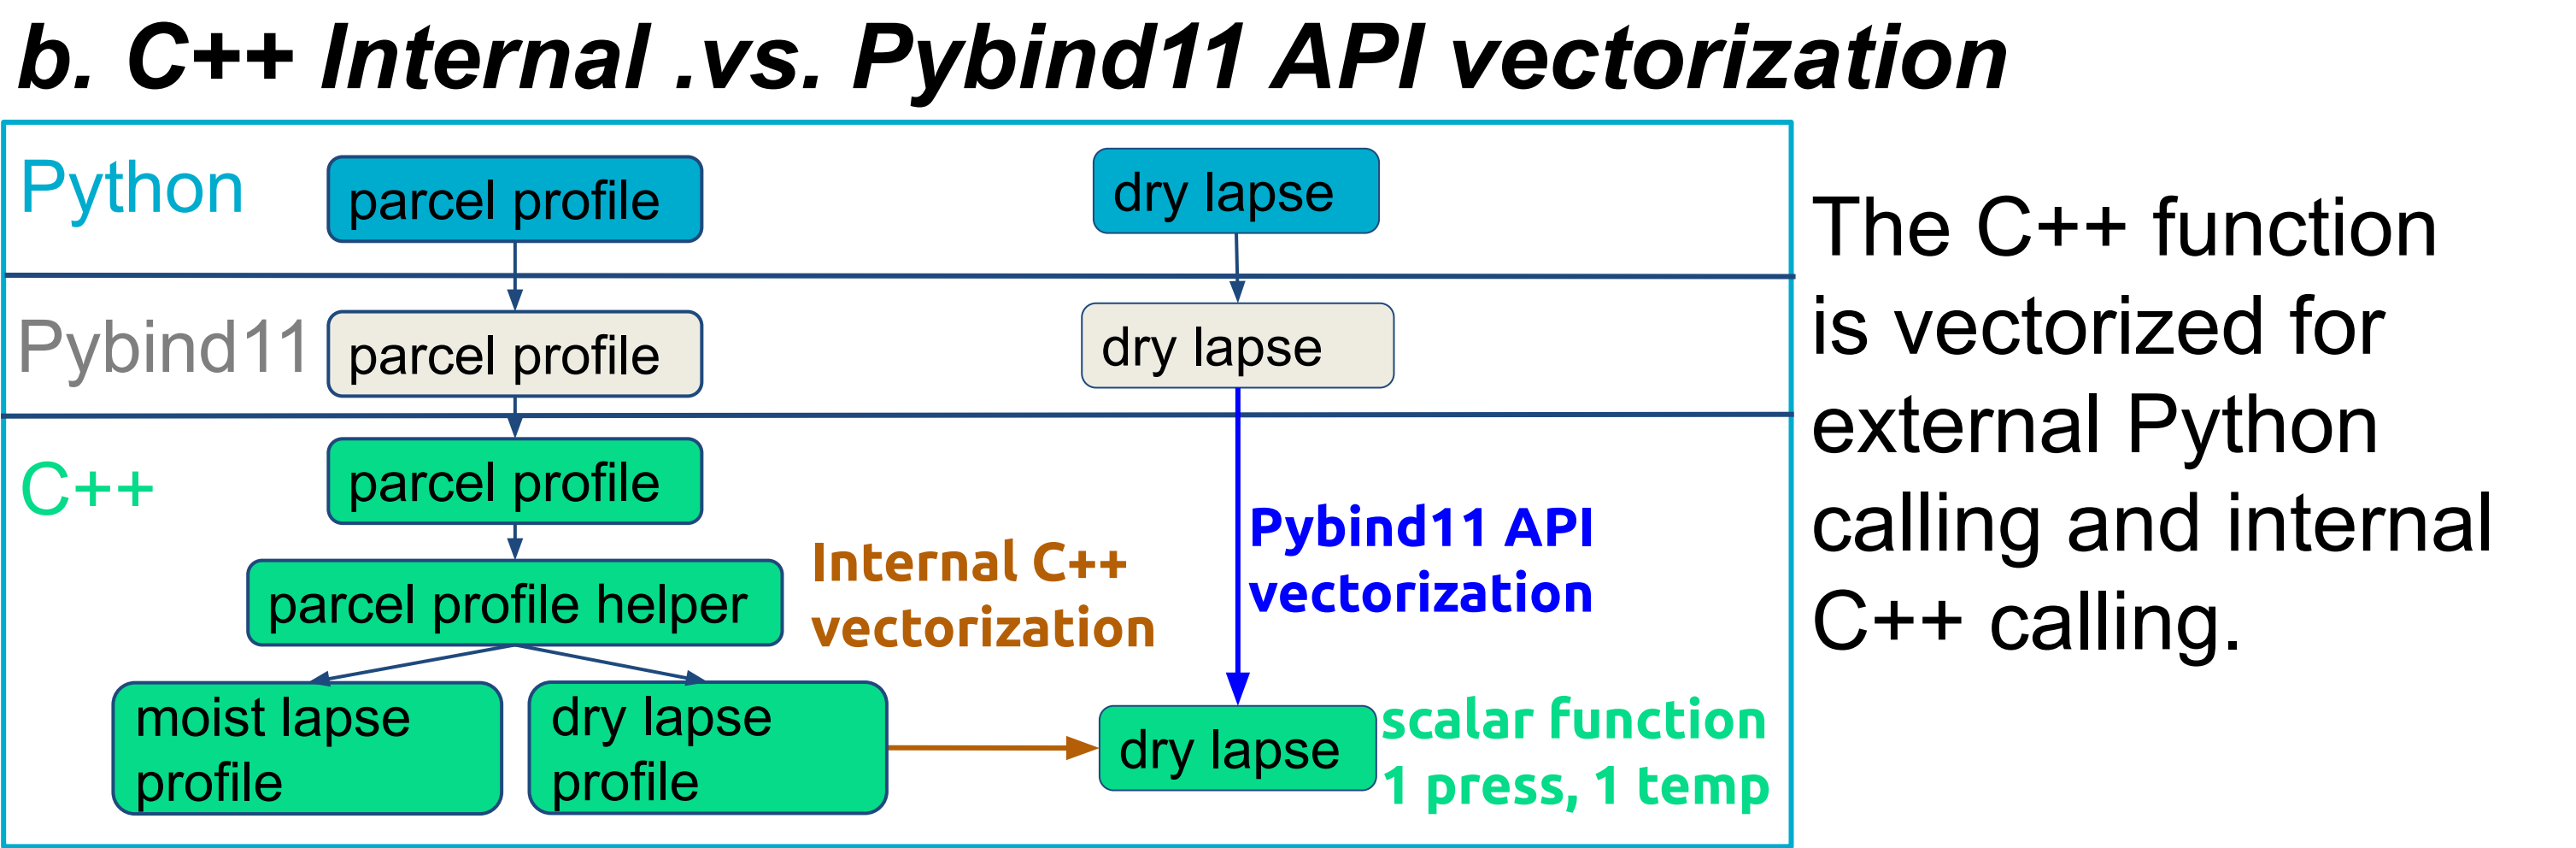 b. C++ Internal .vs. Pybind11 API vectorization
Python
parcel profile
dry lapse
Pybind11
parcel profile
dry lapse
C++
parcel profile
parcel profile helper
Internal C++
vectorization
Pybind11 API
vectorization
moist lapse
profile
dry lapse
profile
dry lapse
scalar function
1 press, 1 temp
The C++ function
is vectorized for
external Python
calling and internal
C++ calling.